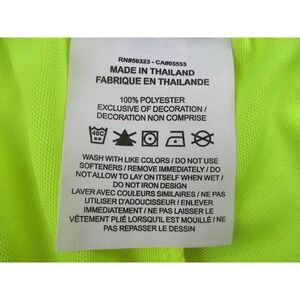 RN#56323 - CA#05553
MADE IN THAILAND
FABRIQUE EN THAILANDE
100% POLYESTER
EXCLUSIVE OF DECORATION /
DECORATION NON COMPRISE
40C
WASH WITH LIKE COLORS / DO NOT USE
SOFTENERS / REMOVE IMMEDIATELY / DO
NOT ALLOW TO LAY ON ITSELF WHEN WET /
DO NOT IRON DESIGN
LAVER AVEC COULEURS SIMILAIRES / NE PAS
UTILISER D'ADOUCISSEUR / ENLEVER
IMMEDIATEMENT / NE PAS LAISSER LE
VÊTEMENT PLIÉ LORSQU'IL EST MOUILLÉ / NE
PAS REPASSER LE DESSIN